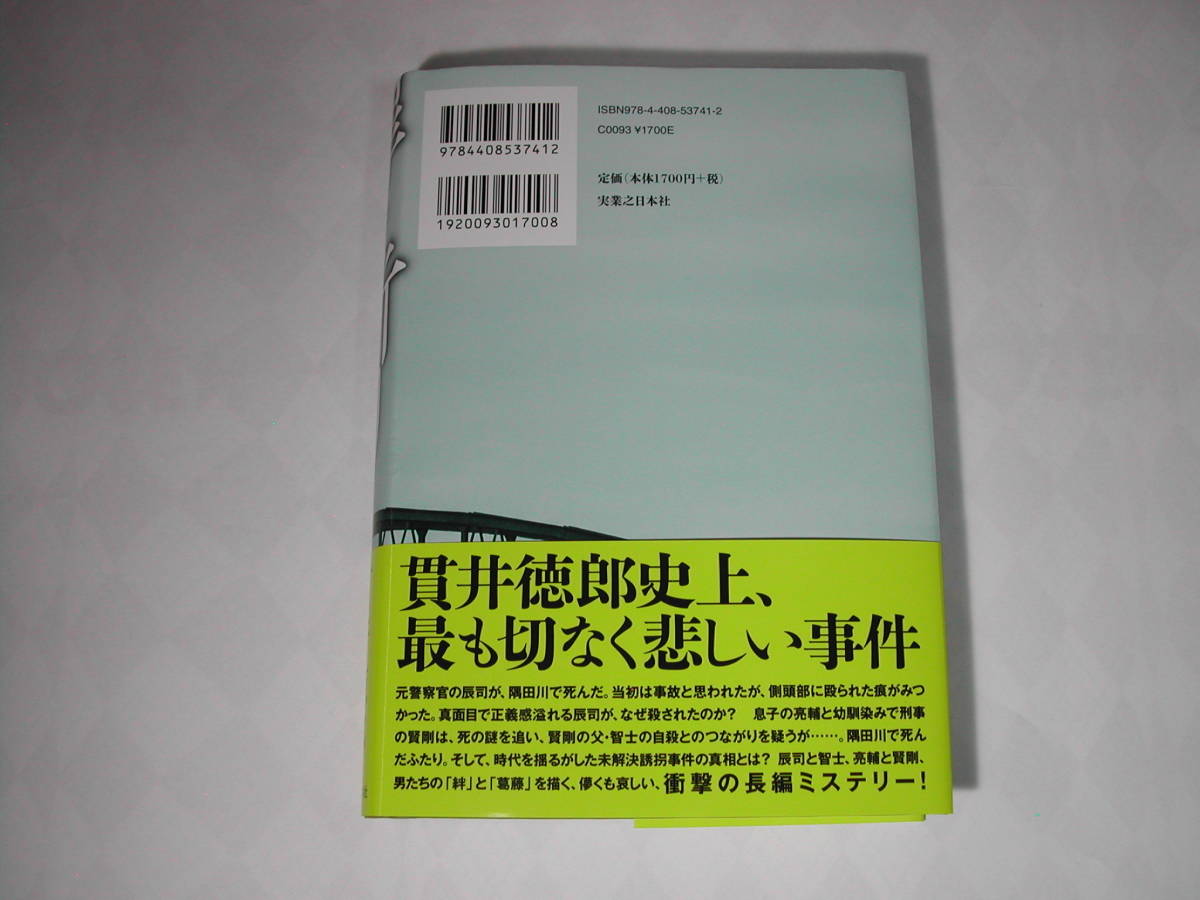 9784408537412
1920093017008
ISBN978-4-408-53741-2
C0093 ¥1700E
定価(本体1700円+税)
実業之日本社
貫井徳郎史上、
最も切なく悲しい事件
元警察官の辰司が、隅田川で死んだ。当初は事故と思われたが、側頭部に殴られた痕がみつ
かった。真面目で正義感溢れる辰司が、なぜ殺されたのか? 息子の亮輔と幼馴染みで刑事
の賢剛は、死の謎を追い、賢剛の父・智士の自殺とのつながりを疑うが……。隅田川で死ん
だふたり。そして、時代を揺るがした未解決誘拐事件の真相とは? 辰司と智士、亮輔と賢剛、
男たちの「絆」と「葛藤」を描く、儚くも哀しい、衝撃の長編ミステリー!